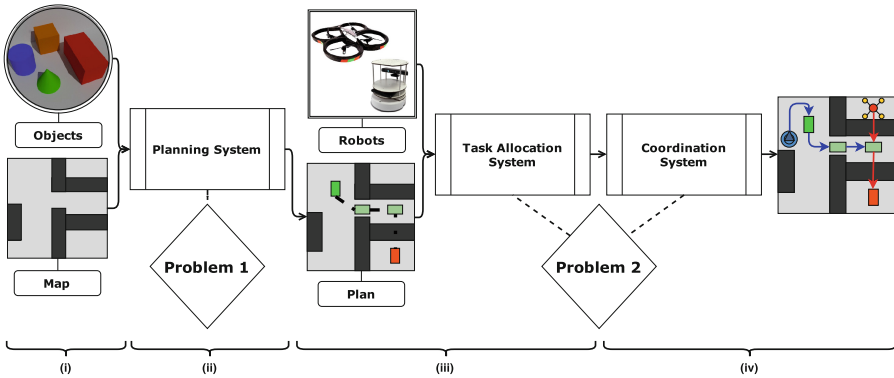 Objects
Map
(i)
Planning System
Problem 1
(ii)
Robots
Plan
Task Allocation
System
(iii)
Coordination
System
Problem 2
(iv)